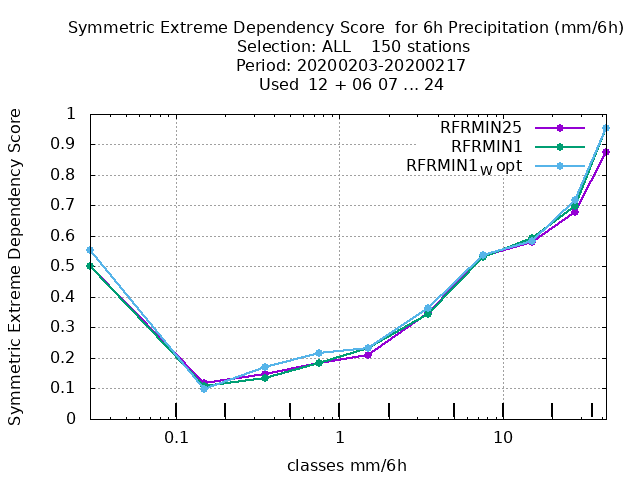 Symmetric Extreme Dependency Score  for 6h Precipitation (mm/6h)
Selection: ALL    150 stations
Period: 20200203-20200217
Used  12 + 06 07 ... 24
Symmetric Extreme Dependency Score
1
0.9
0.8
0.7
0.6
0.5
0.4
0.3
0.2
0.1
0
RFRMIN25
RFRMIN1
RFRMIN1W opt
0.1 1 10
classes mm/6h